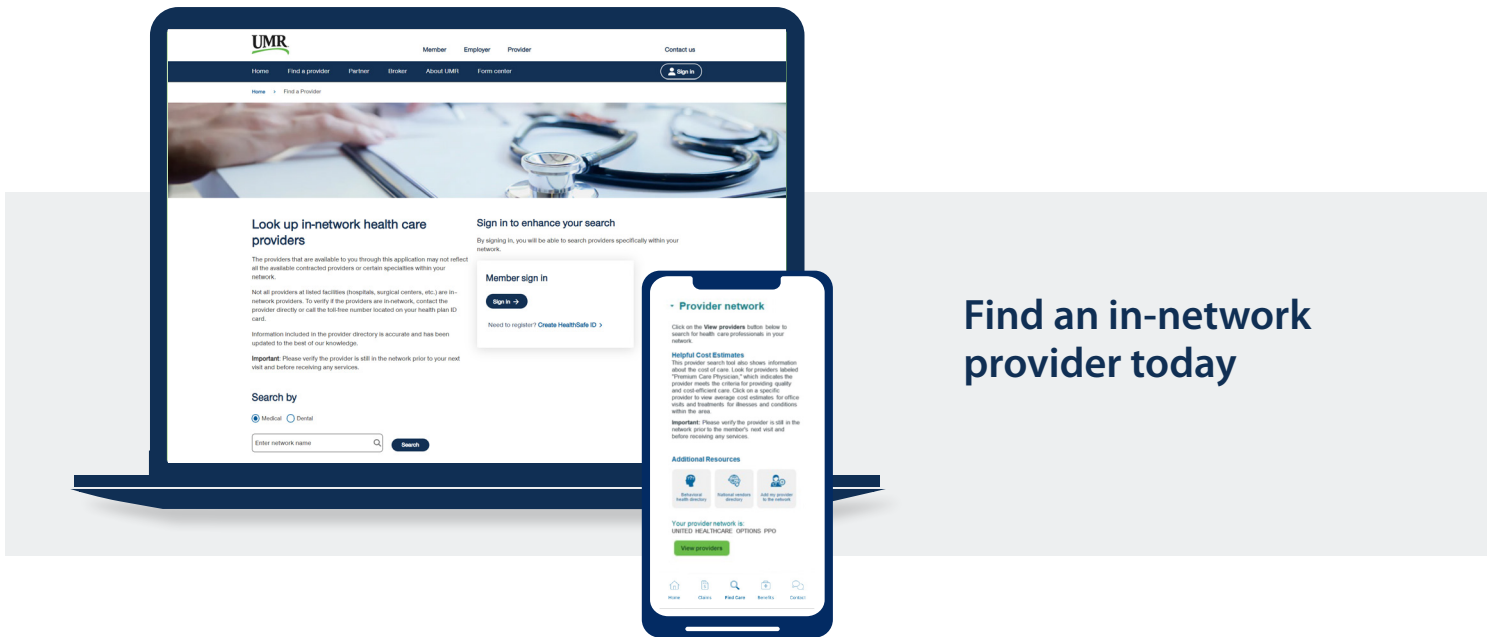 UMR
Member Employer Provider Contact us
Home Find a provider Partner Broker About UMR Form center Sign in
Home > Find a Provider
Look up in-network health care
providers
The providers that are available to you through this application may not reflect
all the available contracted providers or certain specialties within your
network.
Not all providers at listed facilities (hospitals, surgical centers, etc.) are in-
network providers. To verify if the providers are in-network, contact the
provider directly or call the toll-free number located on your health plan ID
card.
Information included in the provider directory is accurate and has been
updated to the best of our knowledge.
Important: Please verify the provider is still in the network prior to your next
visit and before receiving any services.
Search by
Medical Dental
Enter network name Search
Sign in to enhance your search
By signing in, you will be able to search providers specifically within your
network.
Member sign in
Sign in →
Need to register? Create HealthSafe ID >
- Provider network
Click on the View providers button below to
search for health care professionals in your
network.
Helpful Cost Estimates
This provider search tool also shows information
about the cost of care. Look for providers labeled
"Premium Care Physician," which indicates the
provider meets the criteria for providing quality
and cost-efficient care. Click on a specific
provider to view average cost estimates for office
visits and treatments for illnesses and conditions
within the area.
Important: Please verify the provider is still in the
network prior to the member's next visit and
before receiving any services.
Additional Resources
Behavioral
health directory
National vendors
directory
Add my provider
to the network
Your provider network is:
UNITED HEALTHCARE OPTIONS PPO
View providers
Home Claims Find Care Benefits Contact
Find an in-network
provider today